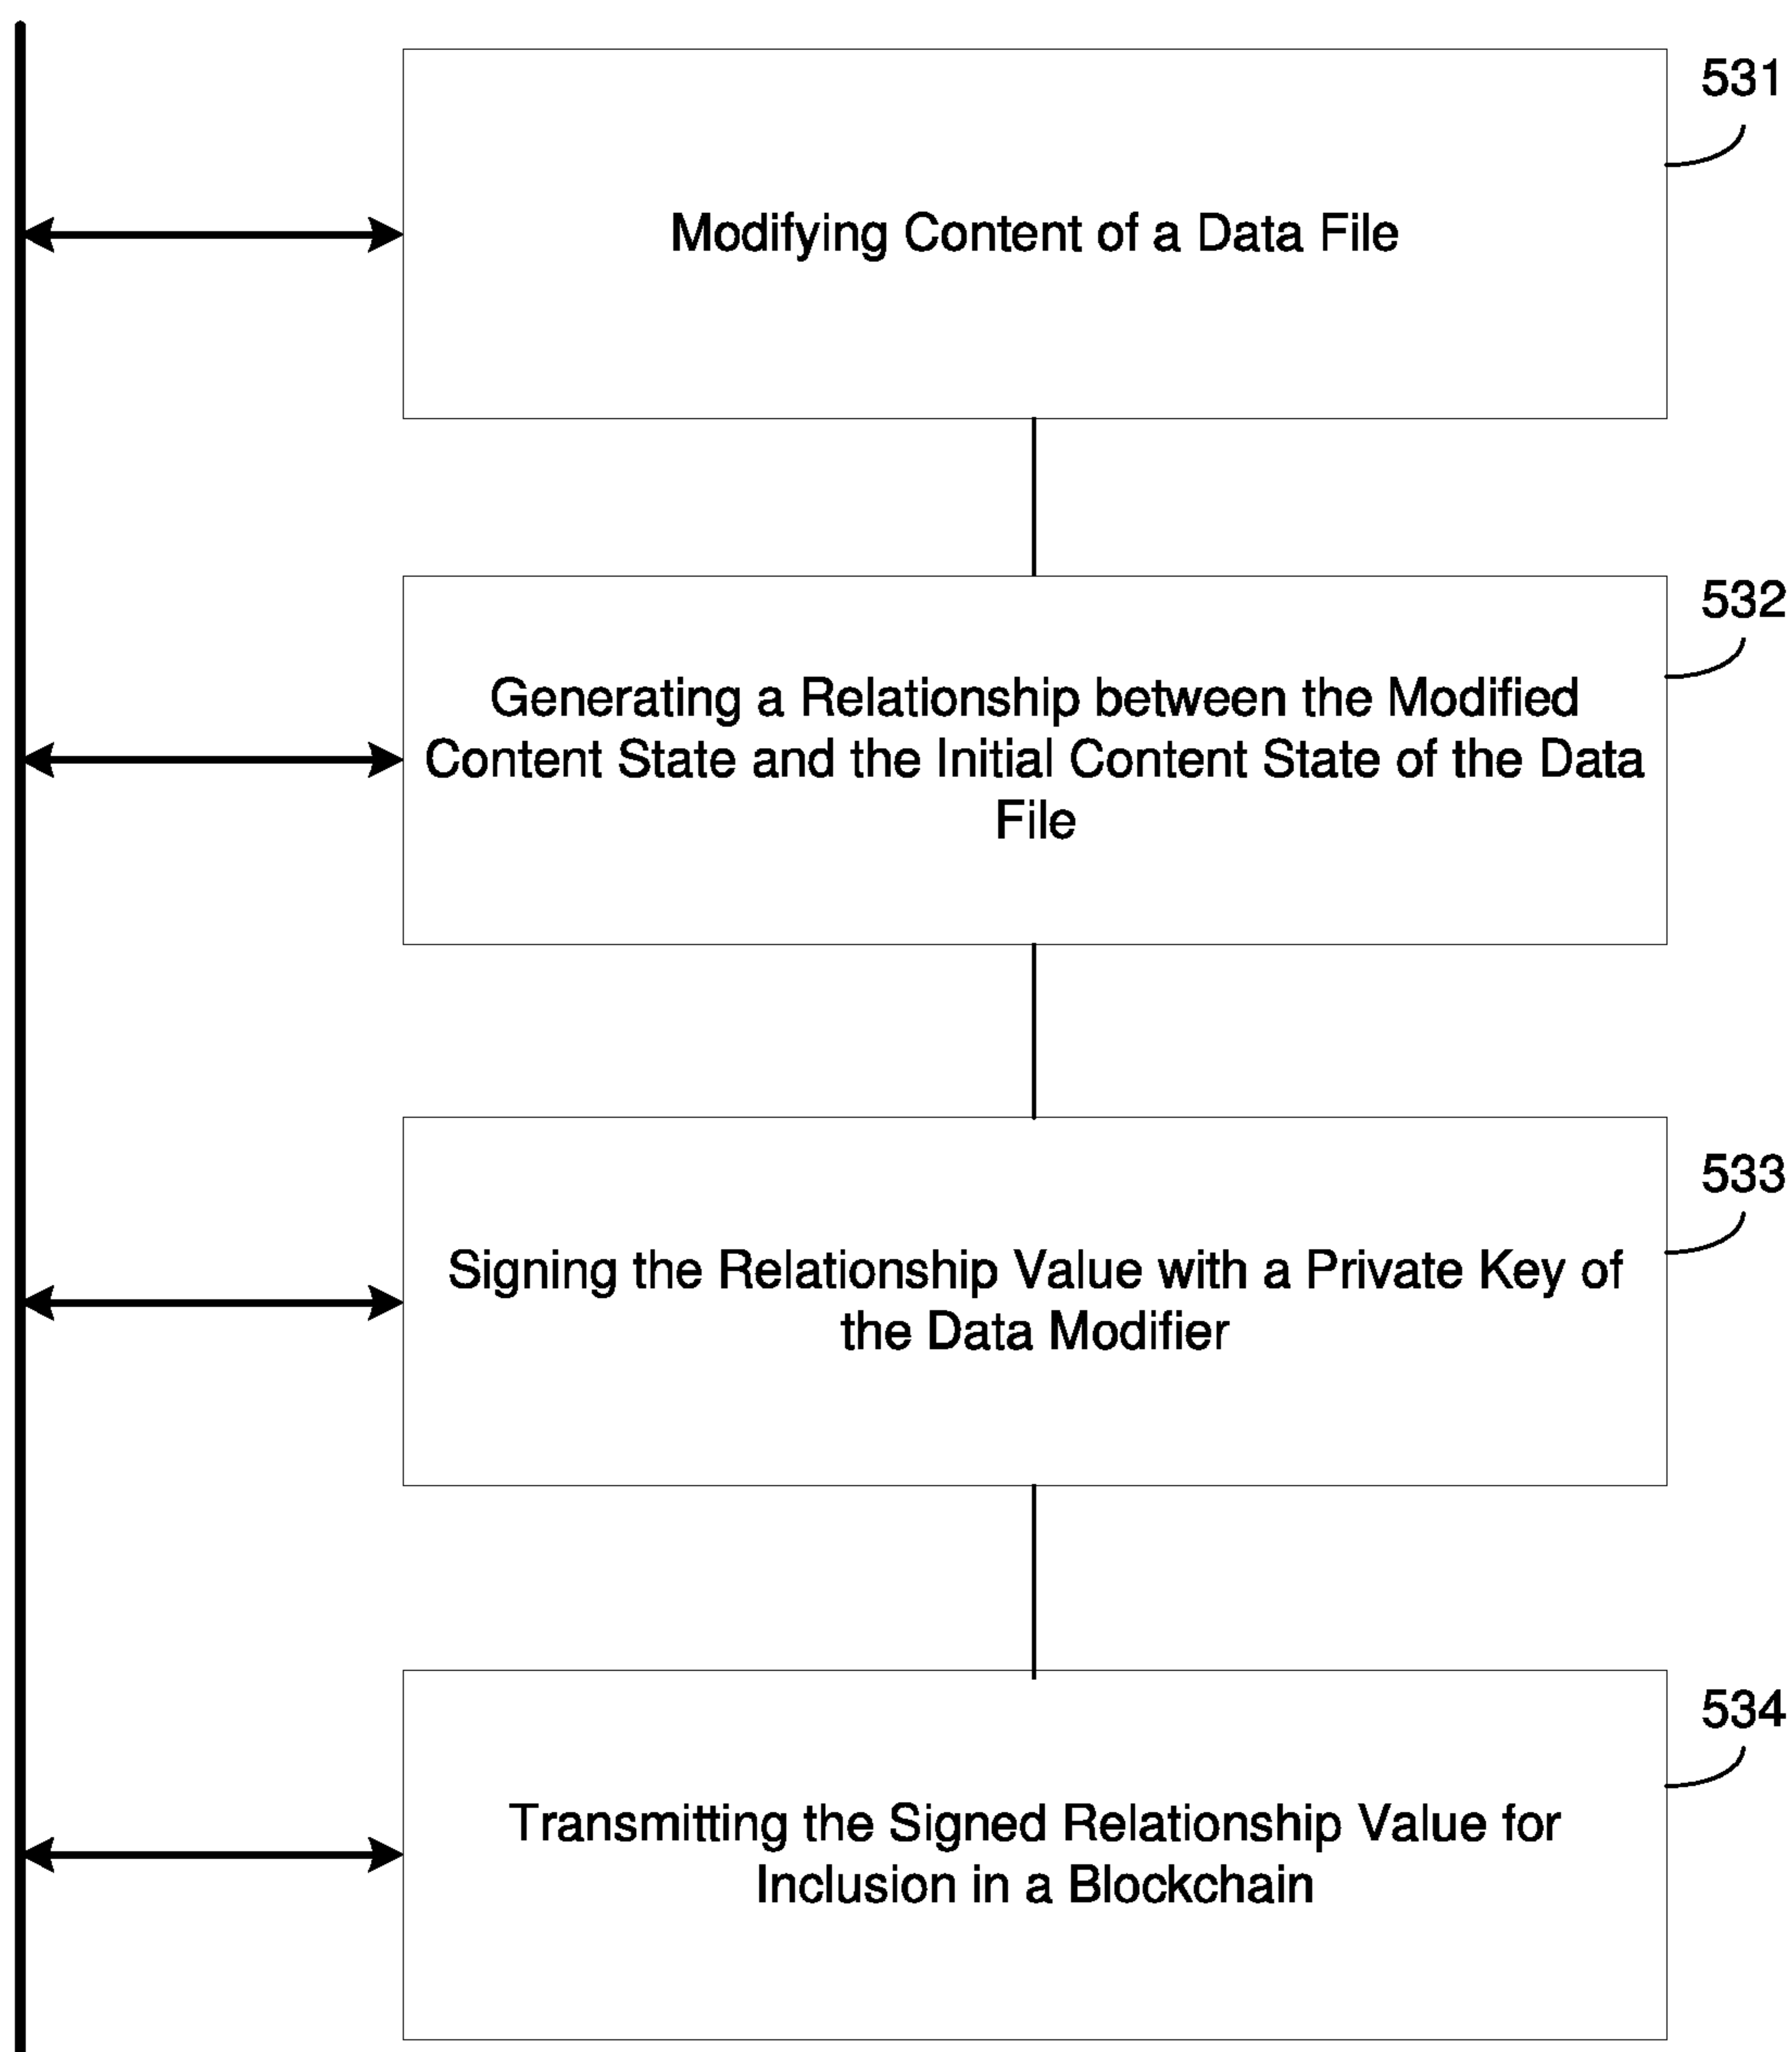 531
Modifying Content of a Data File
532
Generating a Relationship between the Modified
Content State and the Initial Content State of the Data
File
533
Signing the Relationship Value with a Private Key of
the Data Modifier
534
Transmitting the Signed Relationship Value for
Inclusion in a Blockchain